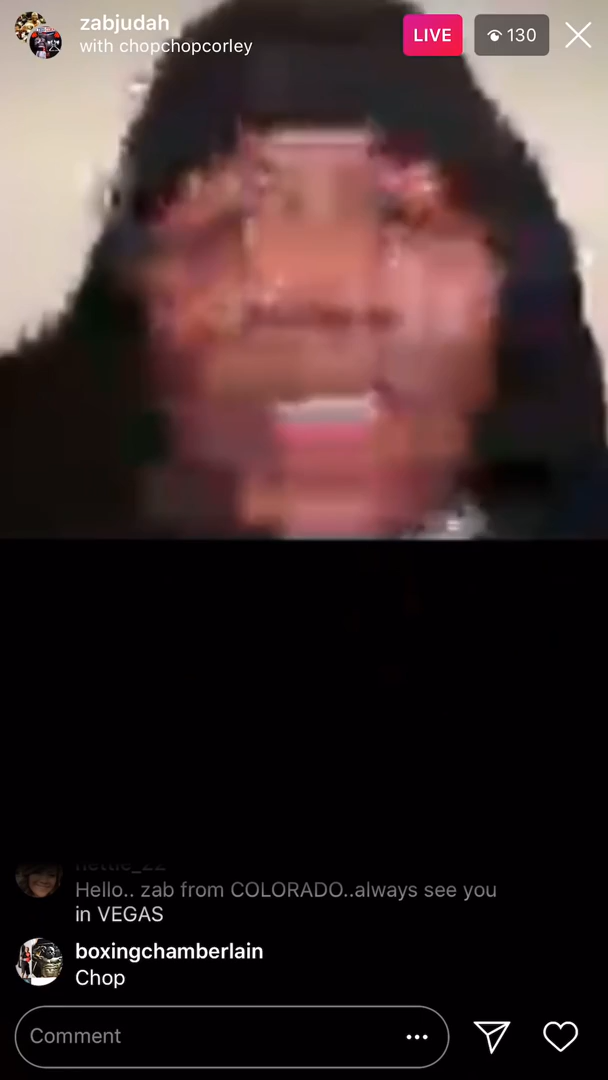 zabjudah
LIVE
130
with chopchopcorley
Hello.. zab from COLORADO..always see you
in VEGAS
boxingchamberlain
Chop
Comment